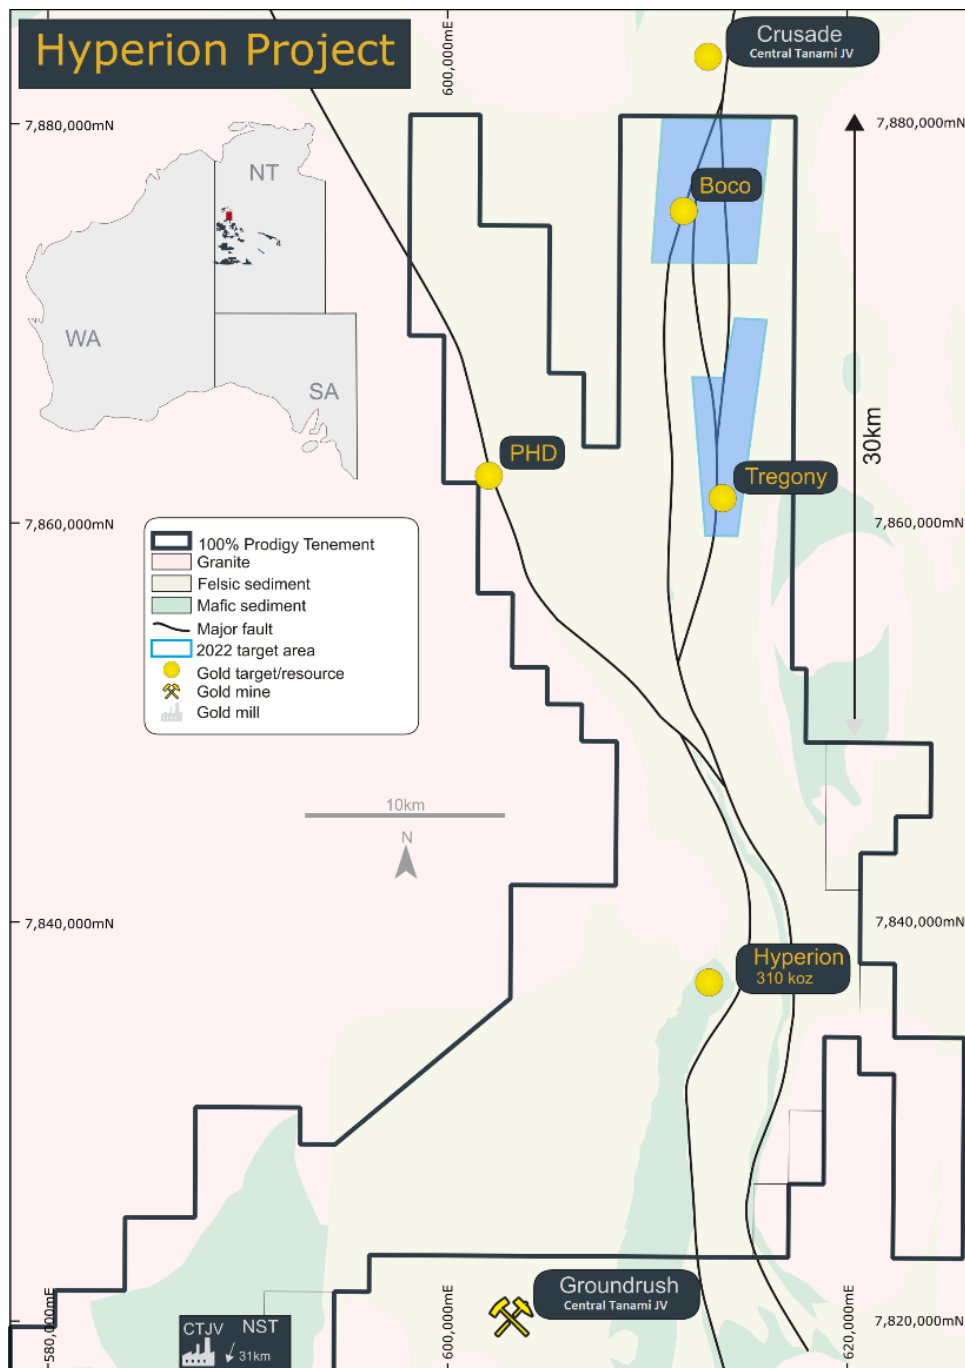 Hyperion Project
600,000mE
Crusade
Central Tanami JV
7,880,000mN
7,880,000mN
NT
WA
SA
Boco
30km
PHD
Tregony
7,860,000mN
7,860,000mN
100% Prodigy Tenement
Granite
Felsic sediment
Mafic sediment
Major fault
2022 target area
Gold target/resource
Gold mine
Gold mill
10km
N
7,840,000mN
7,840,000mN
Hyperion
310 koz
Groundrush
Central Tanami JV
580,000mE
600,000mE
620,000mE
7,820,000mN
CTJV NST
31km